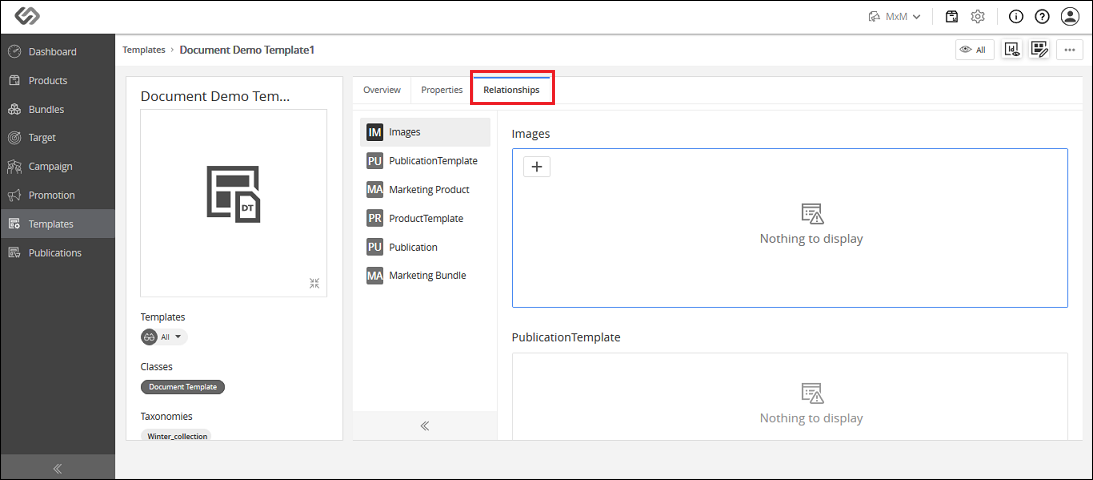 MxM
Dashboard
Products
Bundles
Target
Campaign
Promotion
Templates
Publications
Templates › Document Demo Template1
All
Id
Document Demo Tem...
DT
Templates
All
Classes
Document Template
Taxonomies
Winter_collection
Overview Properties Relationships
IM Images
PU PublicationTemplate
MA Marketing Product
PR ProductTemplate
PU Publication
MA Marketing Bundle
Images
Nothing to display
PublicationTemplate
Nothing to display